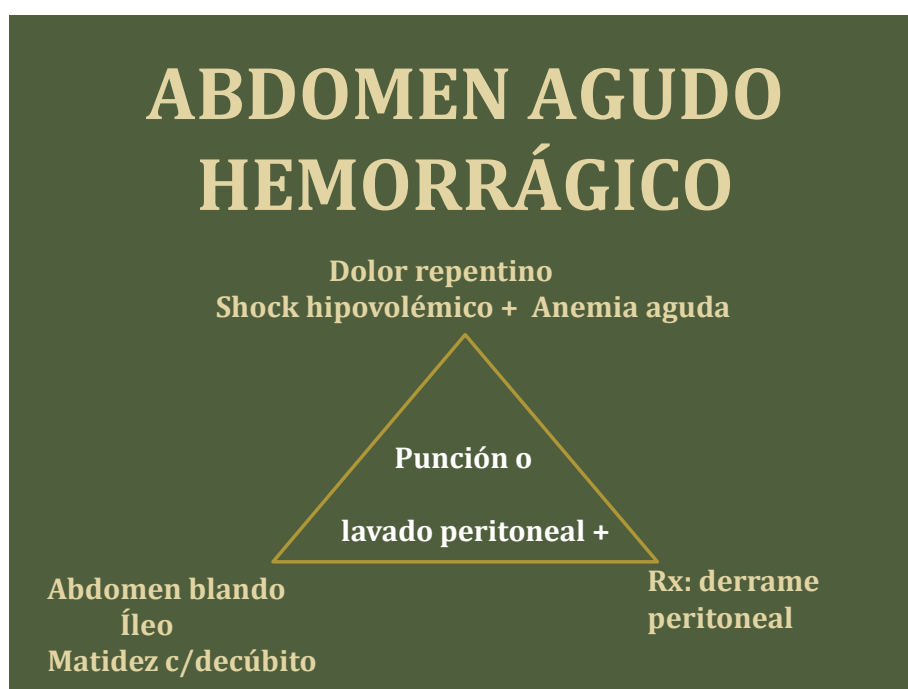 ABDOMEN AGUDO
HEMORRÁGICO
Dolor repentino
Shock hipovolémico + Anemia aguda
Punción o
lavado peritoneal +
Abdomen blando
Íleo
Matidez c/decúbito
Rx: derrame
peritoneal